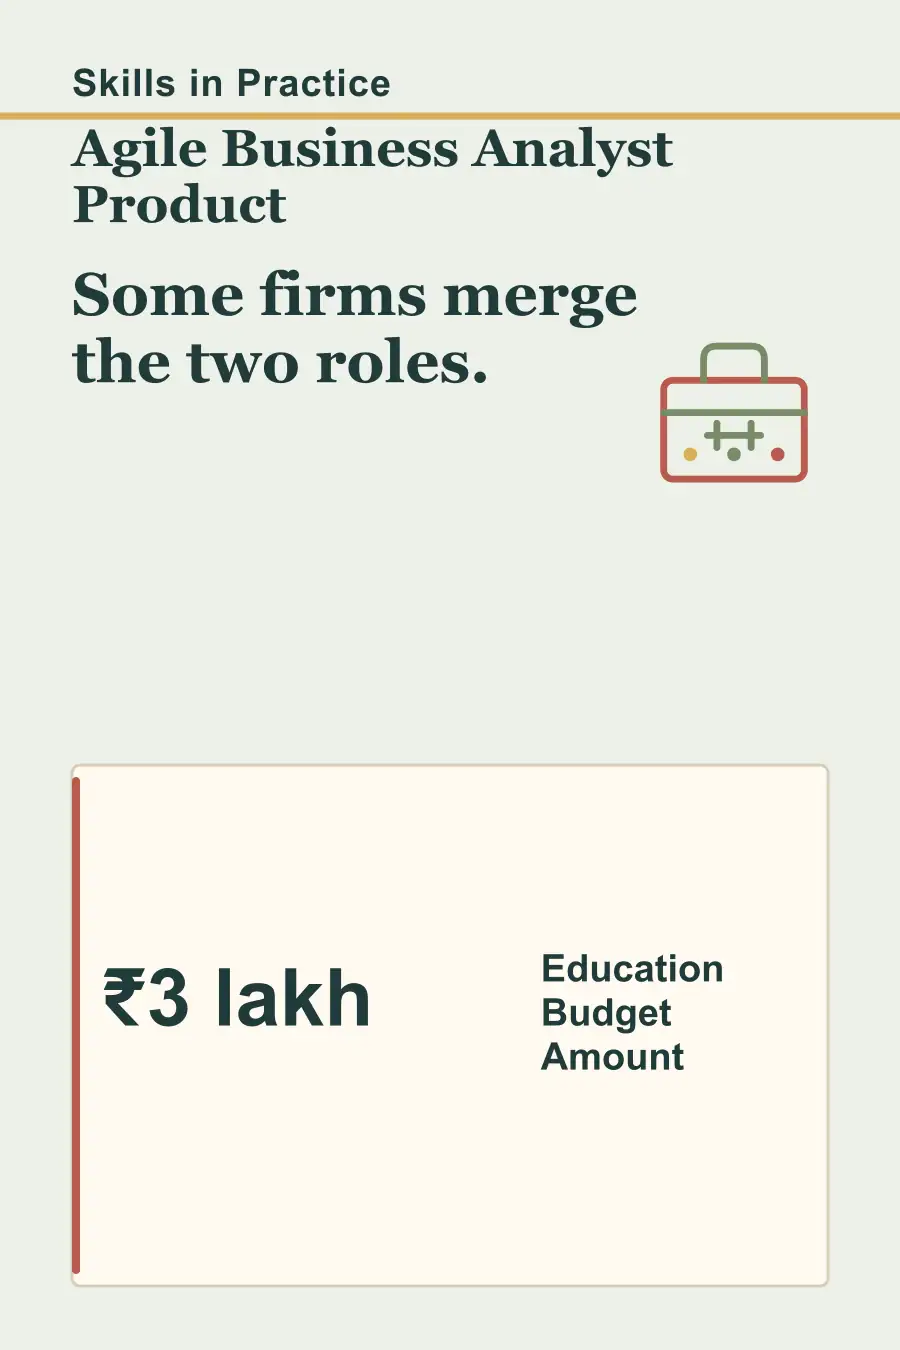 Skills in Practice
Agile Business Analyst
Product
Some firms merge
the two roles.
₹3 lakh
Education
Budget
Amount